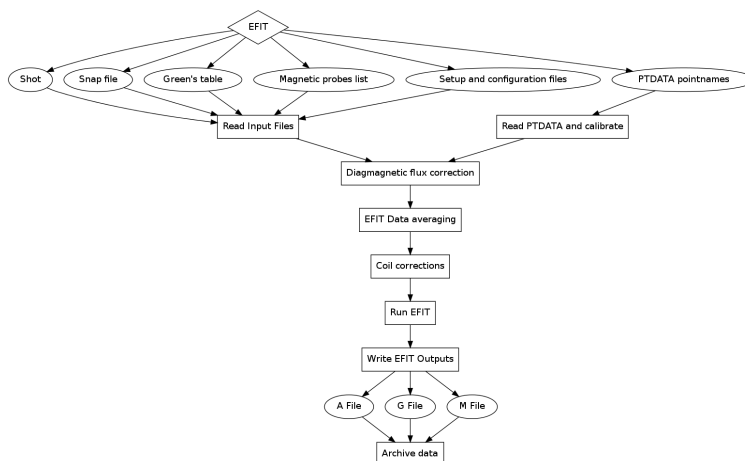 EFIT
Shot
Snap file
Green's table
Magnetic probes list
Setup and configuration files
PTDATA pointnames
Read Input Files
Read PTDATA and calibrate
Diagmagnetic flux correction
EFIT Data averaging
Coil corrections
Run EFIT
Write EFIT Outputs
A File
G File
M File
Archive data